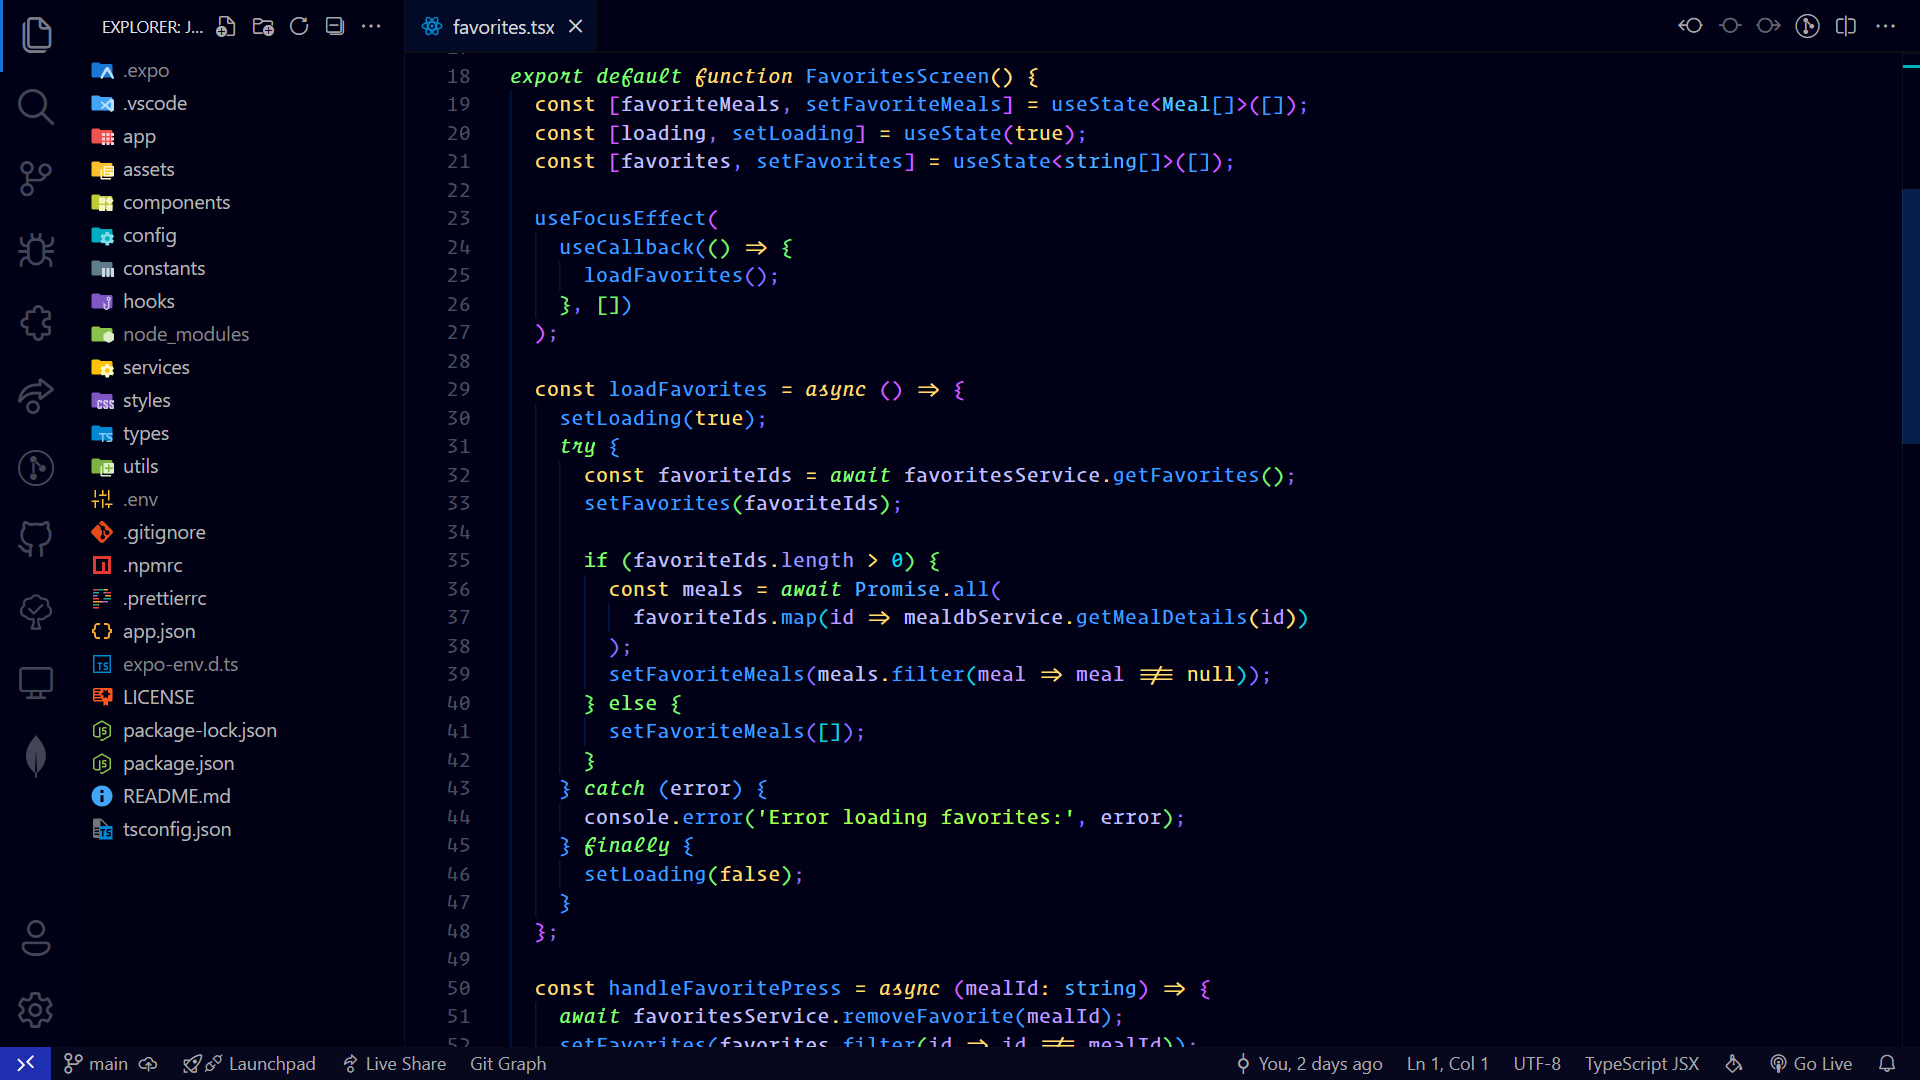 EXPLORER: J...
favorites.tsx
.expo
.vscode
app
assets
components
config
constants
hooks
node_modules
services
styles
types
utils
.env
.gitignore
.npmrc
.prettierrc
app.json
expo-env.d.ts
LICENSE
package-lock.json
package.json
README.md
tsconfig.json
18 export default function FavoritesScreen() {
19 const [favoriteMeals, setFavoriteMeals] = useState<Meal[]>([]);
20 const [loading, setLoading] = useState(true);
21 const [favorites, setFavorites] = useState<string[]>([]);
22
23 useFocusEffect(
24 useCallback(() => {
25 loadFavorites();
26 }, [])
27 );
28
29 const loadFavorites = async () => {
30 setLoading(true);
31 try {
32 const favoriteIds = await favoritesService.getFavorites();
33 setFavorites(favoriteIds);
34
35 if (favoriteIds.length > 0) {
36 const meals = await Promise.all(
37 favoriteIds.map(id => mealdbService.getMealDetails(id))
38 );
39 setFavoriteMeals(meals.filter(meal => meal !== null));
40 } else {
41 setFavoriteMeals([]);
42 }
43 } catch (error) {
44 console.error('Error loading favorites:', error);
45 } finally {
46 setLoading(false);
47 }
48 };
49
50 const handleFavoritePress = async (mealId: string) => {
51 await favoritesService.removeFavorite(mealId);
52 setFavorites(favorites.filter(id => id !== mealId));
main Launchpad Live Share Git Graph You, 2 days ago Ln 1, Col 1 UTF-8 TypeScript JSX Go Live